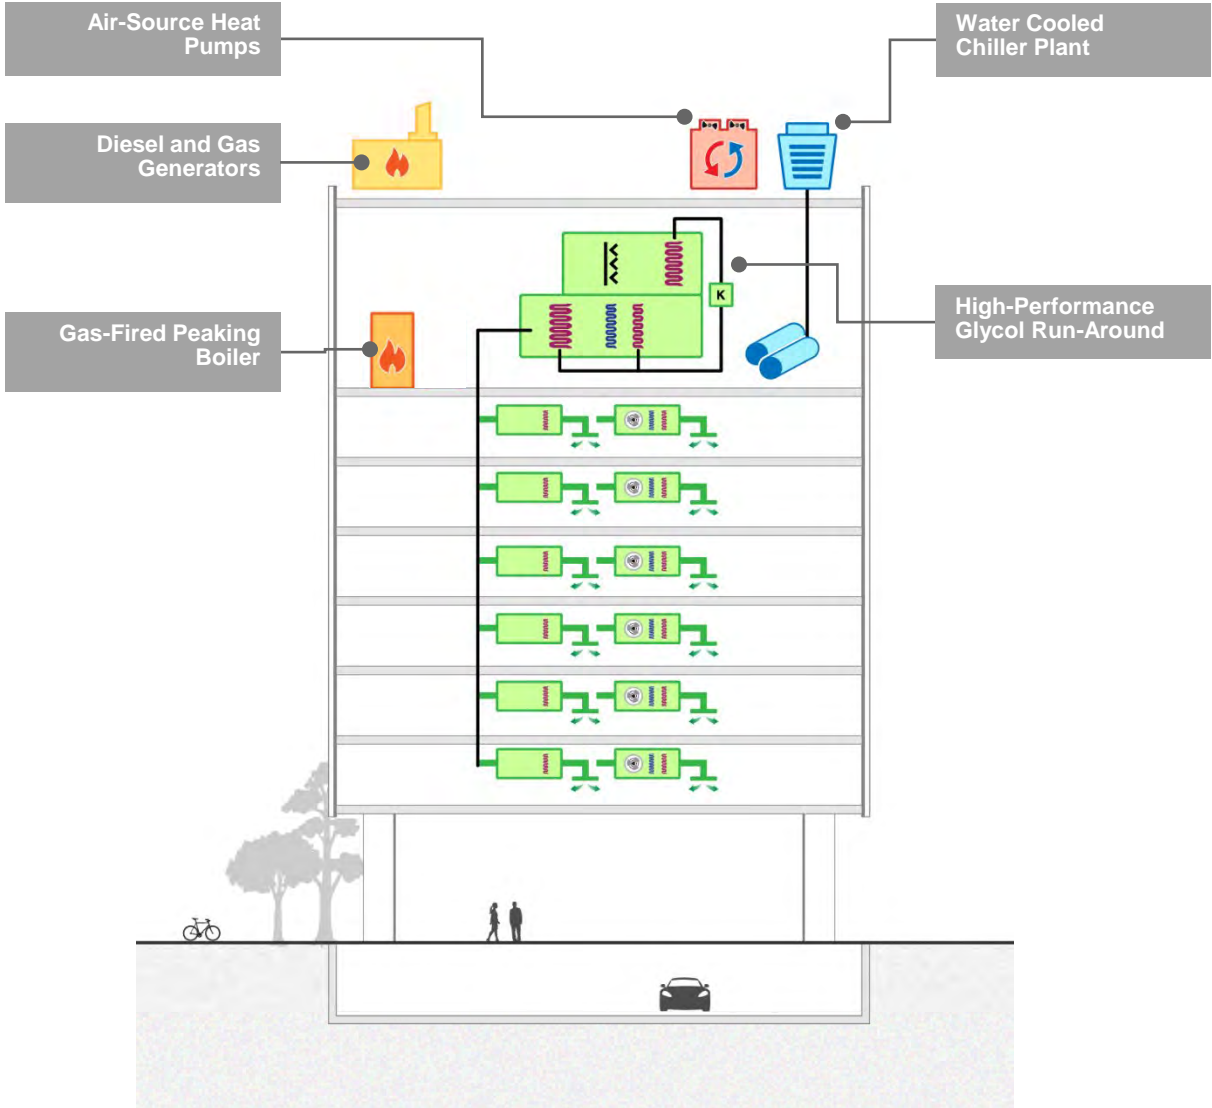 Air-Source Heat
Pumps
Water Cooled
Chiller Plant
Diesel and Gas
Generators
K
High-Performance
Glycol Run-Around
Gas-Fired Peaking
Boiler